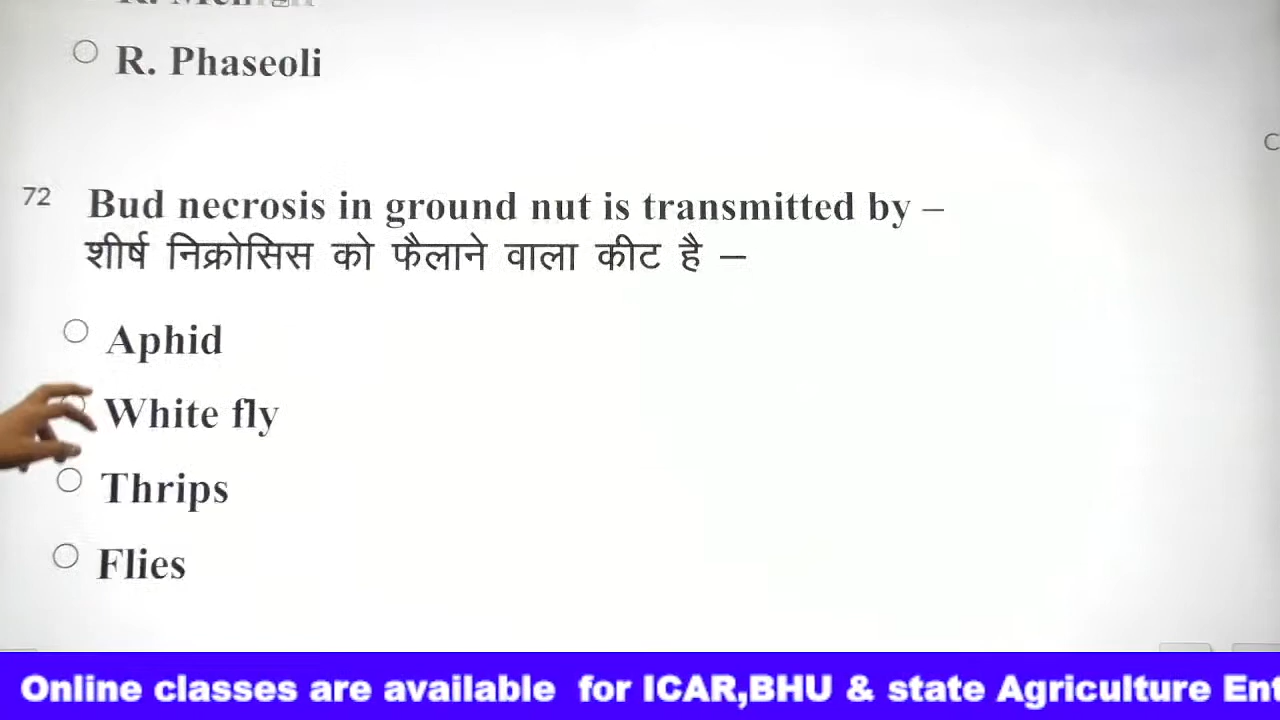 R. Phaseoli
72 Bud necrosis in ground nut is transmitted by –
शीर्ष निक्रोसिस को फैलाने वाला कीट है –
Aphid
White fly
Thrips
Flies
Online classes are available for ICAR,BHU & state Agriculture Ent